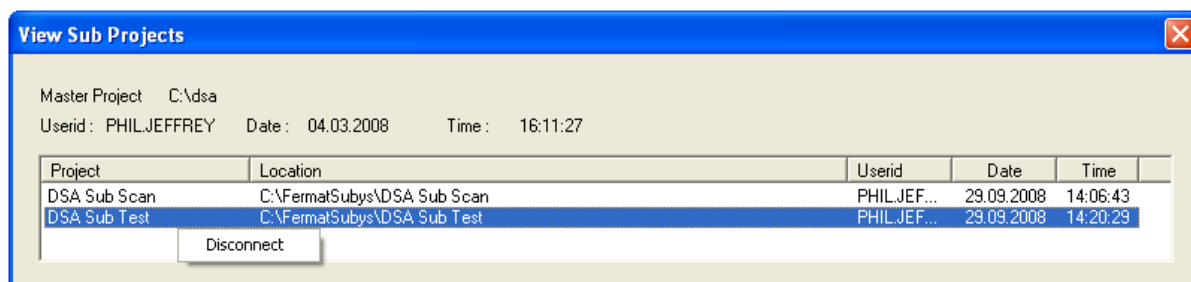 View Sub Projects
Master Project C:\dsa
Userid : PHIL.JEFFREY Date : 04.03.2008 Time : 16:11:27
Project Location Userid Date Time
DSA Sub Scan C:\FermatSubys\DSA Sub Scan PHIL.JEF... 29.09.2008 14:06:43
DSA Sub Test C:\FermatSubys\DSA Sub Test PHIL.JEF... 29.09.2008 14:20:29
Disconnect